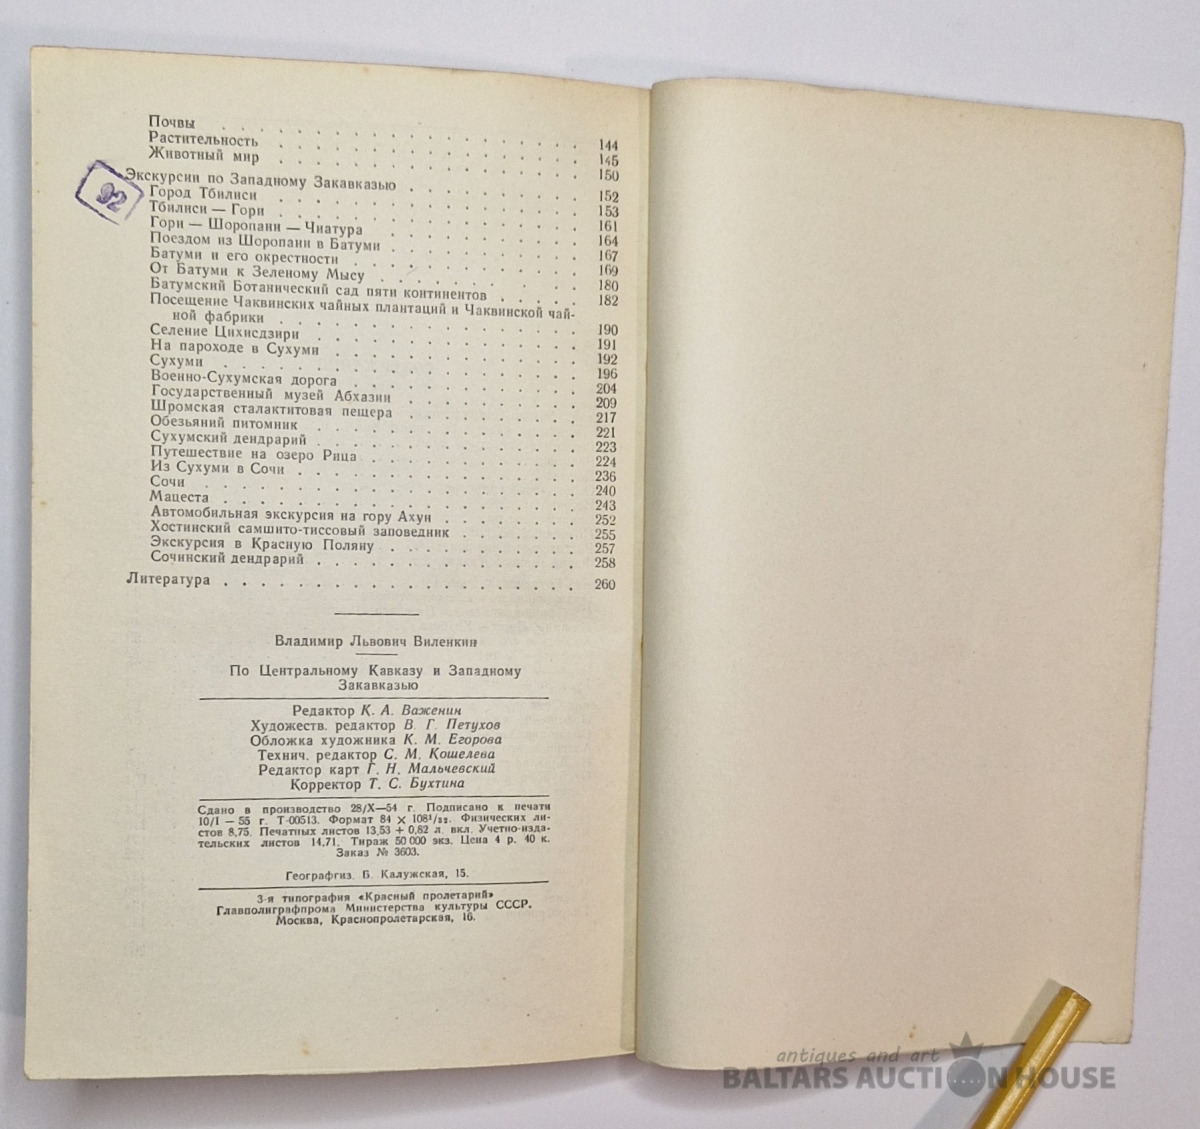 Почвы . . . . . . . . . . . . . . . . . . . . 144
Растительность . . . . . . . . . . . . . . . . . 145
Животный мир . . . . . . . . . . . . . . . . . 150
Экскурсии по Западному Закавказью . . . . . . . . . . 152
Город Тбилиси . . . . . . . . . . . . . . . . . 153
Тбилиси — Гори . . . . . . . . . . . . . . . . . 161
Гори — Шоропани — Чиатура . . . . . . . . . . . . 164
Поездом из Шоропани в Батуми . . . . . . . . . . . 167
Батуми и его окрестности . . . . . . . . . . . . . 169
От Батуми к Зеленому Мысу . . . . . . . . . . . . 180
Батумский Ботанический сад пяти континентов . . . . . 182
Посещение Чаквинских чайных плантаций и Чаквинской чай-
ной фабрики . . . . . . . . . . . . . . . . . 190
Селение Цихисдзири . . . . . . . . . . . . . . . 191
На пароходе в Сухуми . . . . . . . . . . . . . . 192
Сухуми . . . . . . . . . . . . . . . . . . . . 196
Военно-Сухумская дорога . . . . . . . . . . . . . 204
Государственный музей Абхазии . . . . . . . . . . 209
Шромская сталактитовая пещера . . . . . . . . . . 217
Обезьяний питомник . . . . . . . . . . . . . . . 221
Сухумский дендрарий . . . . . . . . . . . . . . . 223
Путешествие на озеро Рица . . . . . . . . . . . . 224
Из Сухуми в Сочи . . . . . . . . . . . . . . . . 236
Сочи . . . . . . . . . . . . . . . . . . . . . 240
Мацеста . . . . . . . . . . . . . . . . . . . . 243
Автомобильная экскурсия на гору Ахун . . . . . . . . 252
Хостинский самшито-тиссовый заповедник . . . . . . . 255
Экскурсия в Красную Поляну . . . . . . . . . . . . 257
Сочинский дендрарий . . . . . . . . . . . . . . . 258
Литература . . . . . . . . . . . . . . . . . . . 260
92
Владимир Львович Виленкин
По Центральному Кавказу и Западному
Закавказью
Редактор К. А. Важенин
Художеств. редактор В. Г. Петухов
Обложка художника К. М. Егорова
Технич. редактор С. М. Кошелева
Редактор карт Г. Н. Мальчевский
Корректор Т. С. Бухтина
Сдано в производство 28/X—54 г. Подписано к печати
10/I — 55 г. Т-00513. Формат 84 × 108¹/₃₂. Физических ли-
стов 8,75. Печатных листов 13,53 + 0,82 л. вкл. Учетно-изда-
тельских листов 14,71. Тираж 50 000 экз. Цена 4 р. 40 к.
Заказ № 3603.
Географгиз. Б. Калужская, 15.
3-я типография «Красный пролетарий»
Главполиграфпрома Министерства культуры СССР.
Москва, Краснопролетарская, 16.
antiques and art
BALTARS AUCTION HOUSE